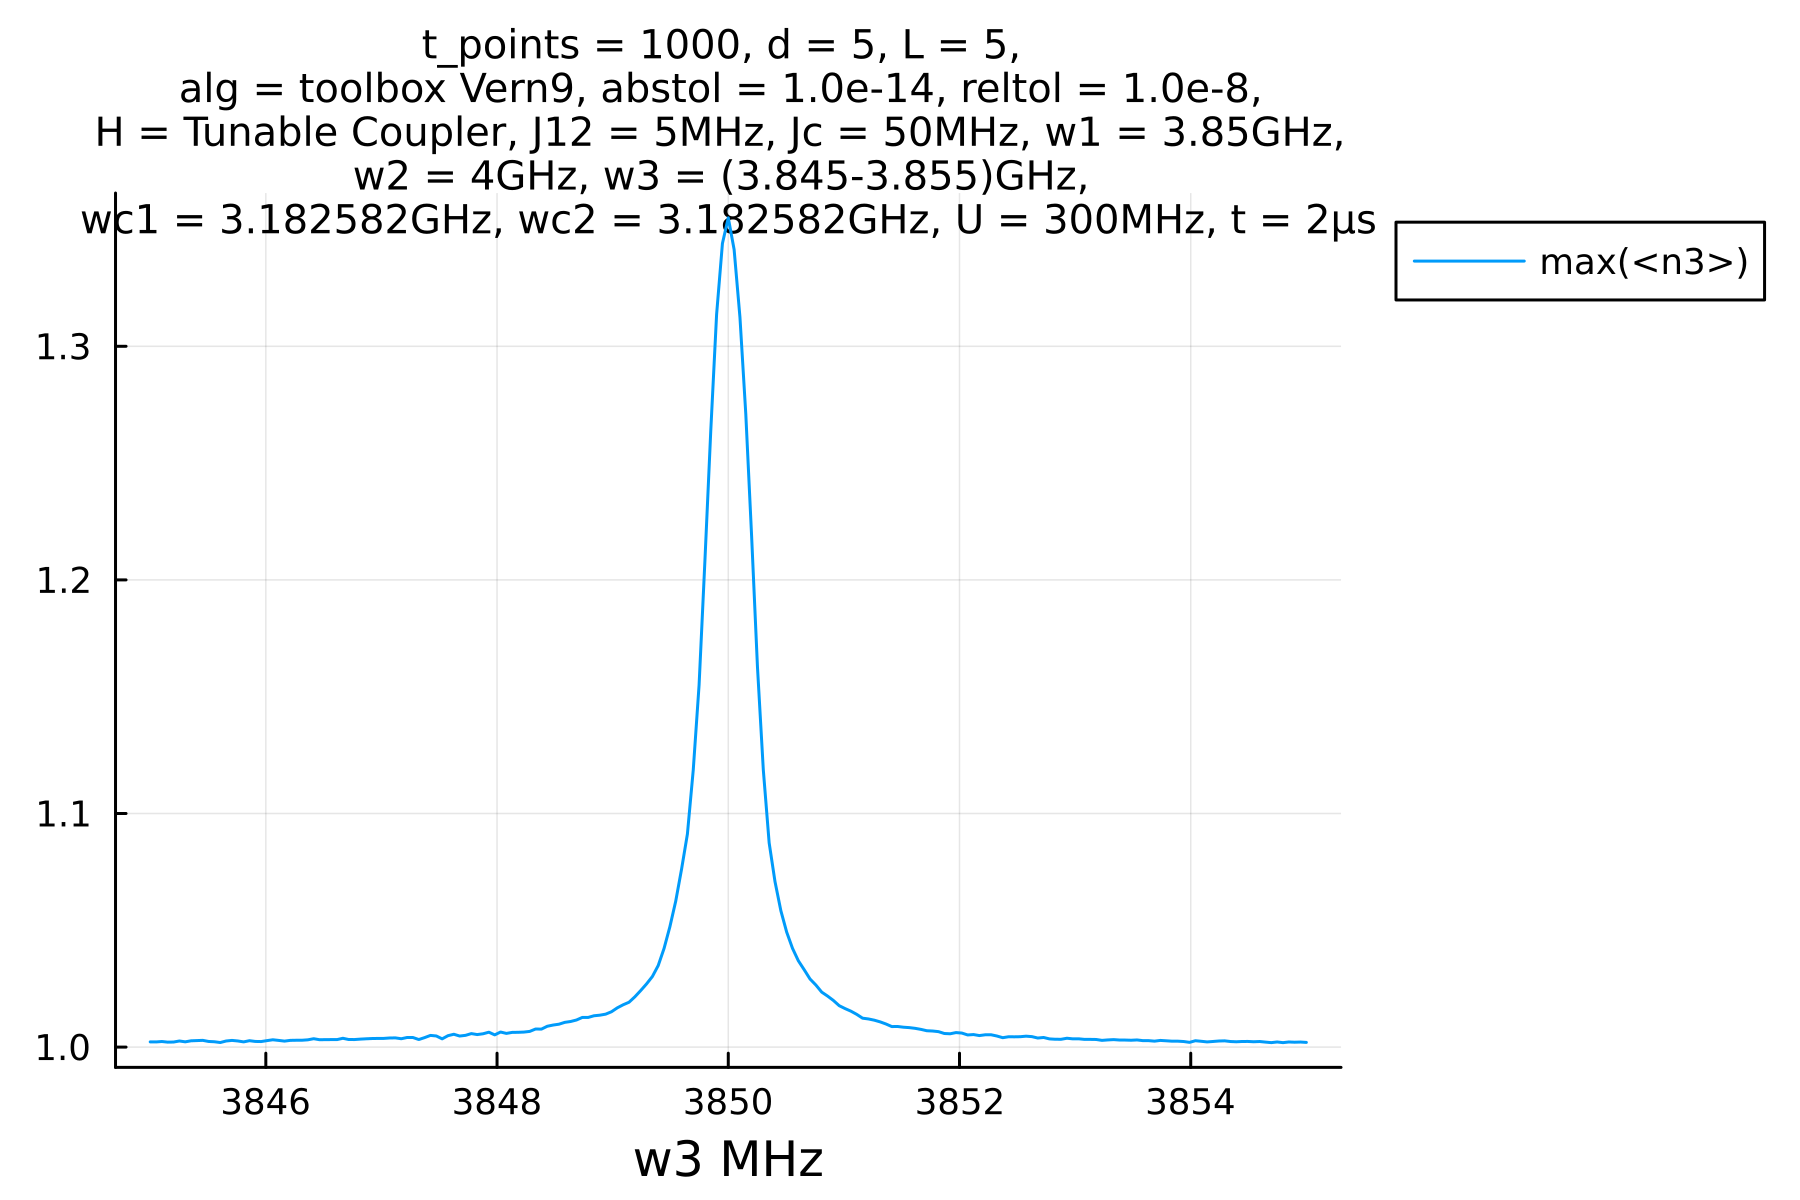 t_points = 1000, d = 5, L = 5,
alg = toolbox Vern9, abstol = 1.0e-14, reltol = 1.0e-8,
H = Tunable Coupler, J12 = 5MHz, Jc = 50MHz, w1 = 3.85GHz,
w2 = 4GHz, w3 = (3.845-3.855)GHz,
wc1 = 3.182582GHz, wc2 = 3.182582GHz, U = 300MHz, t = 2μs
max(<n3>)
1.3
1.2
1.1
1.0
3846 3848 3850 3852 3854
w3 MHz